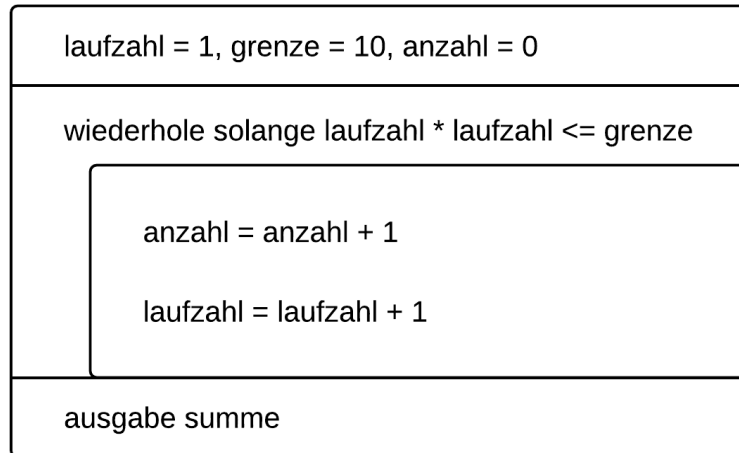 laufzahl = 1, grenze = 10, anzahl = 0
wiederhole solange laufzahl * laufzahl <= grenze
anzahl = anzahl + 1
laufzahl = laufzahl + 1
ausgabe summe